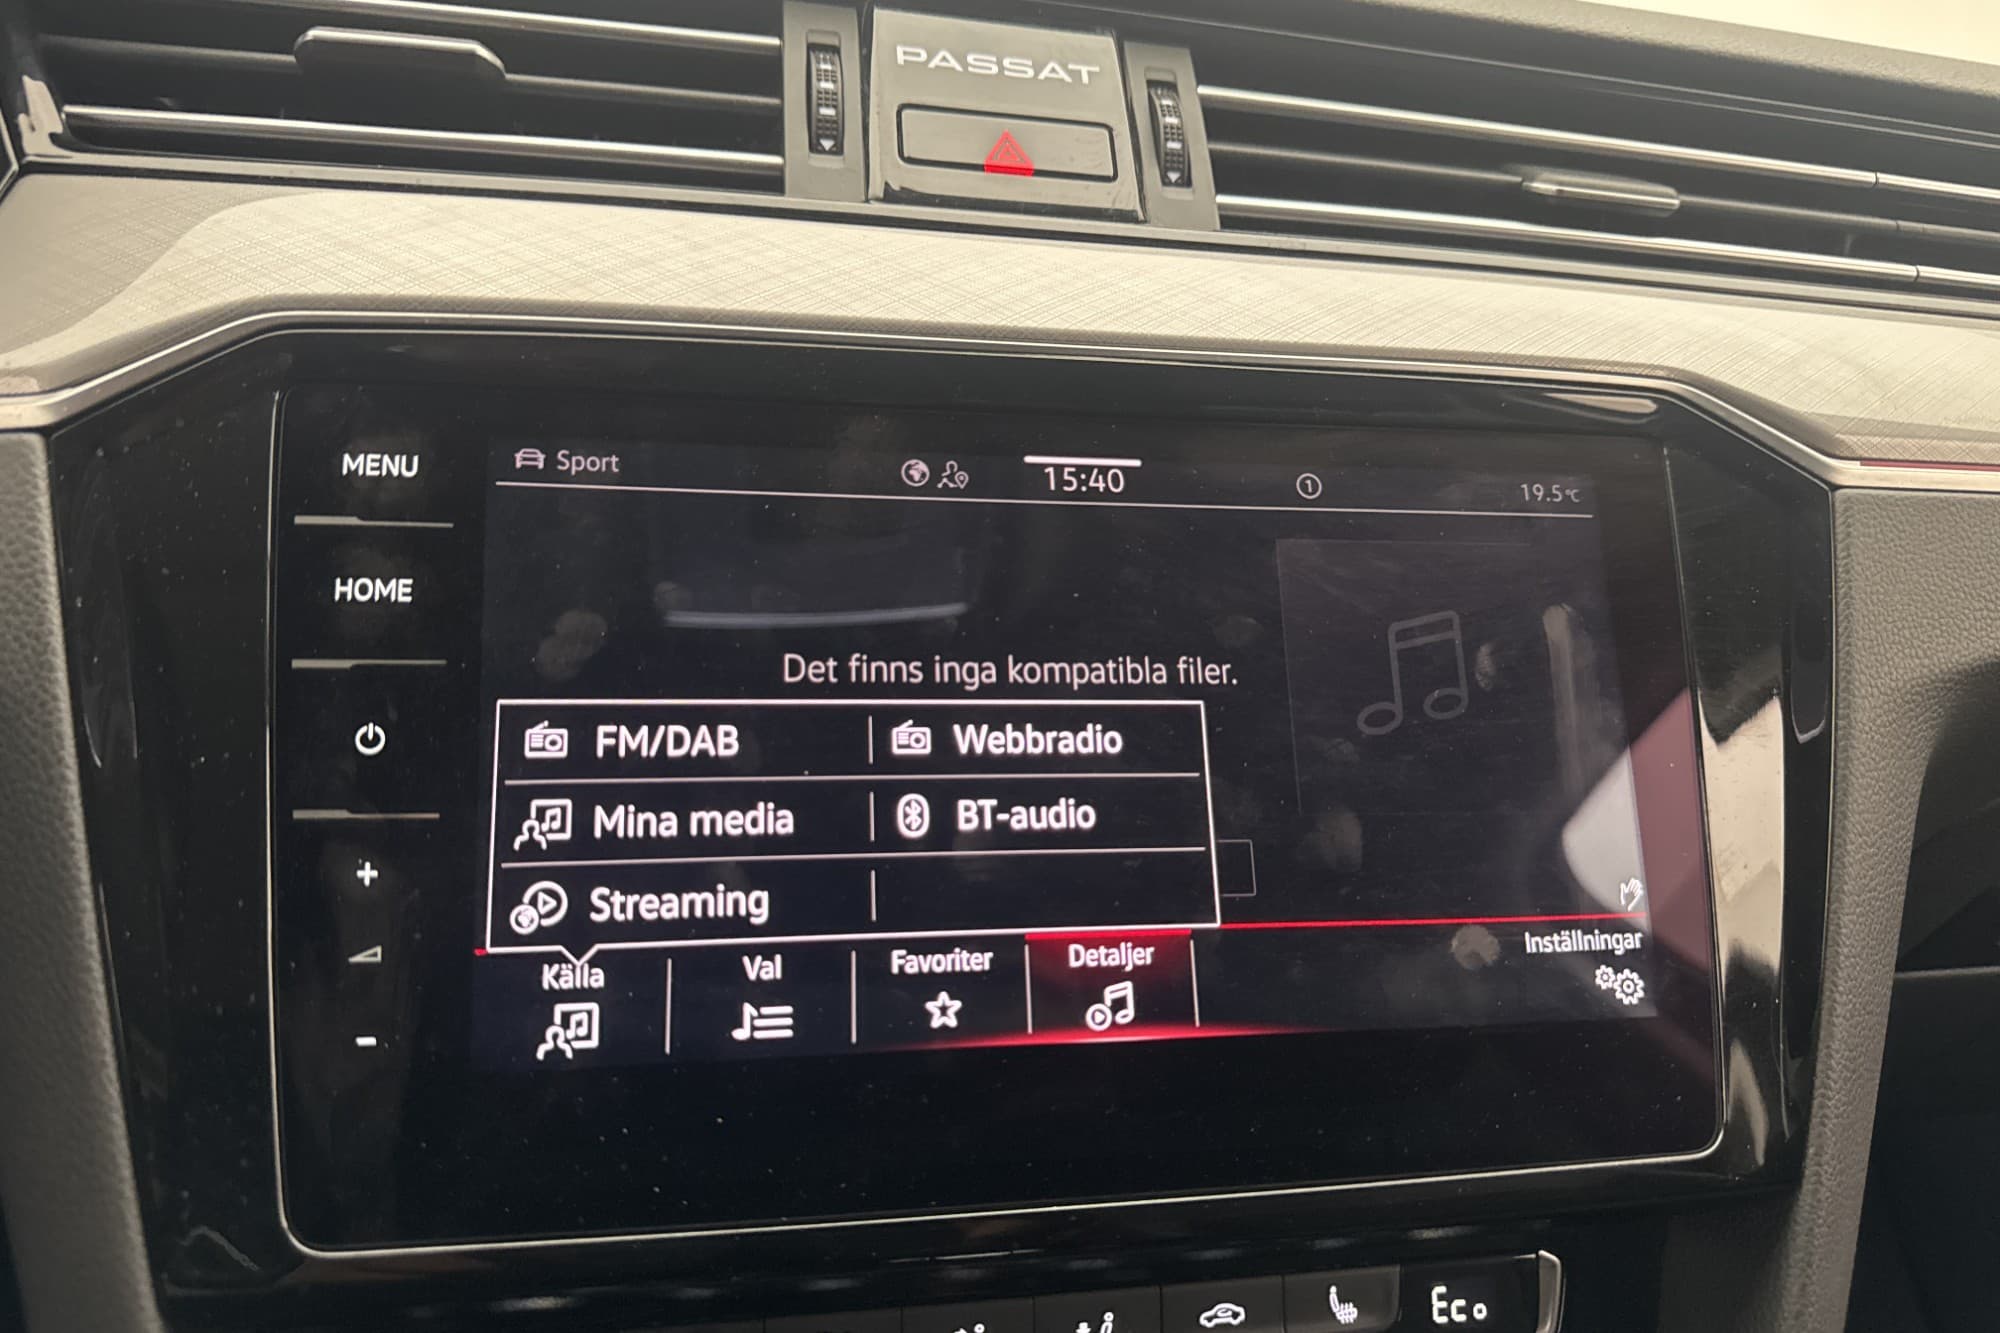 PASSAT
MENU
HOME
Sport
15:40
1
19.5°C
Det finns inga kompatibla filer.
FM/DAB
Webbradio
Mina media
BT-audio
Streaming
Källa
Val
Favoriter
Detaljer
Inställningar
+
-
Eco